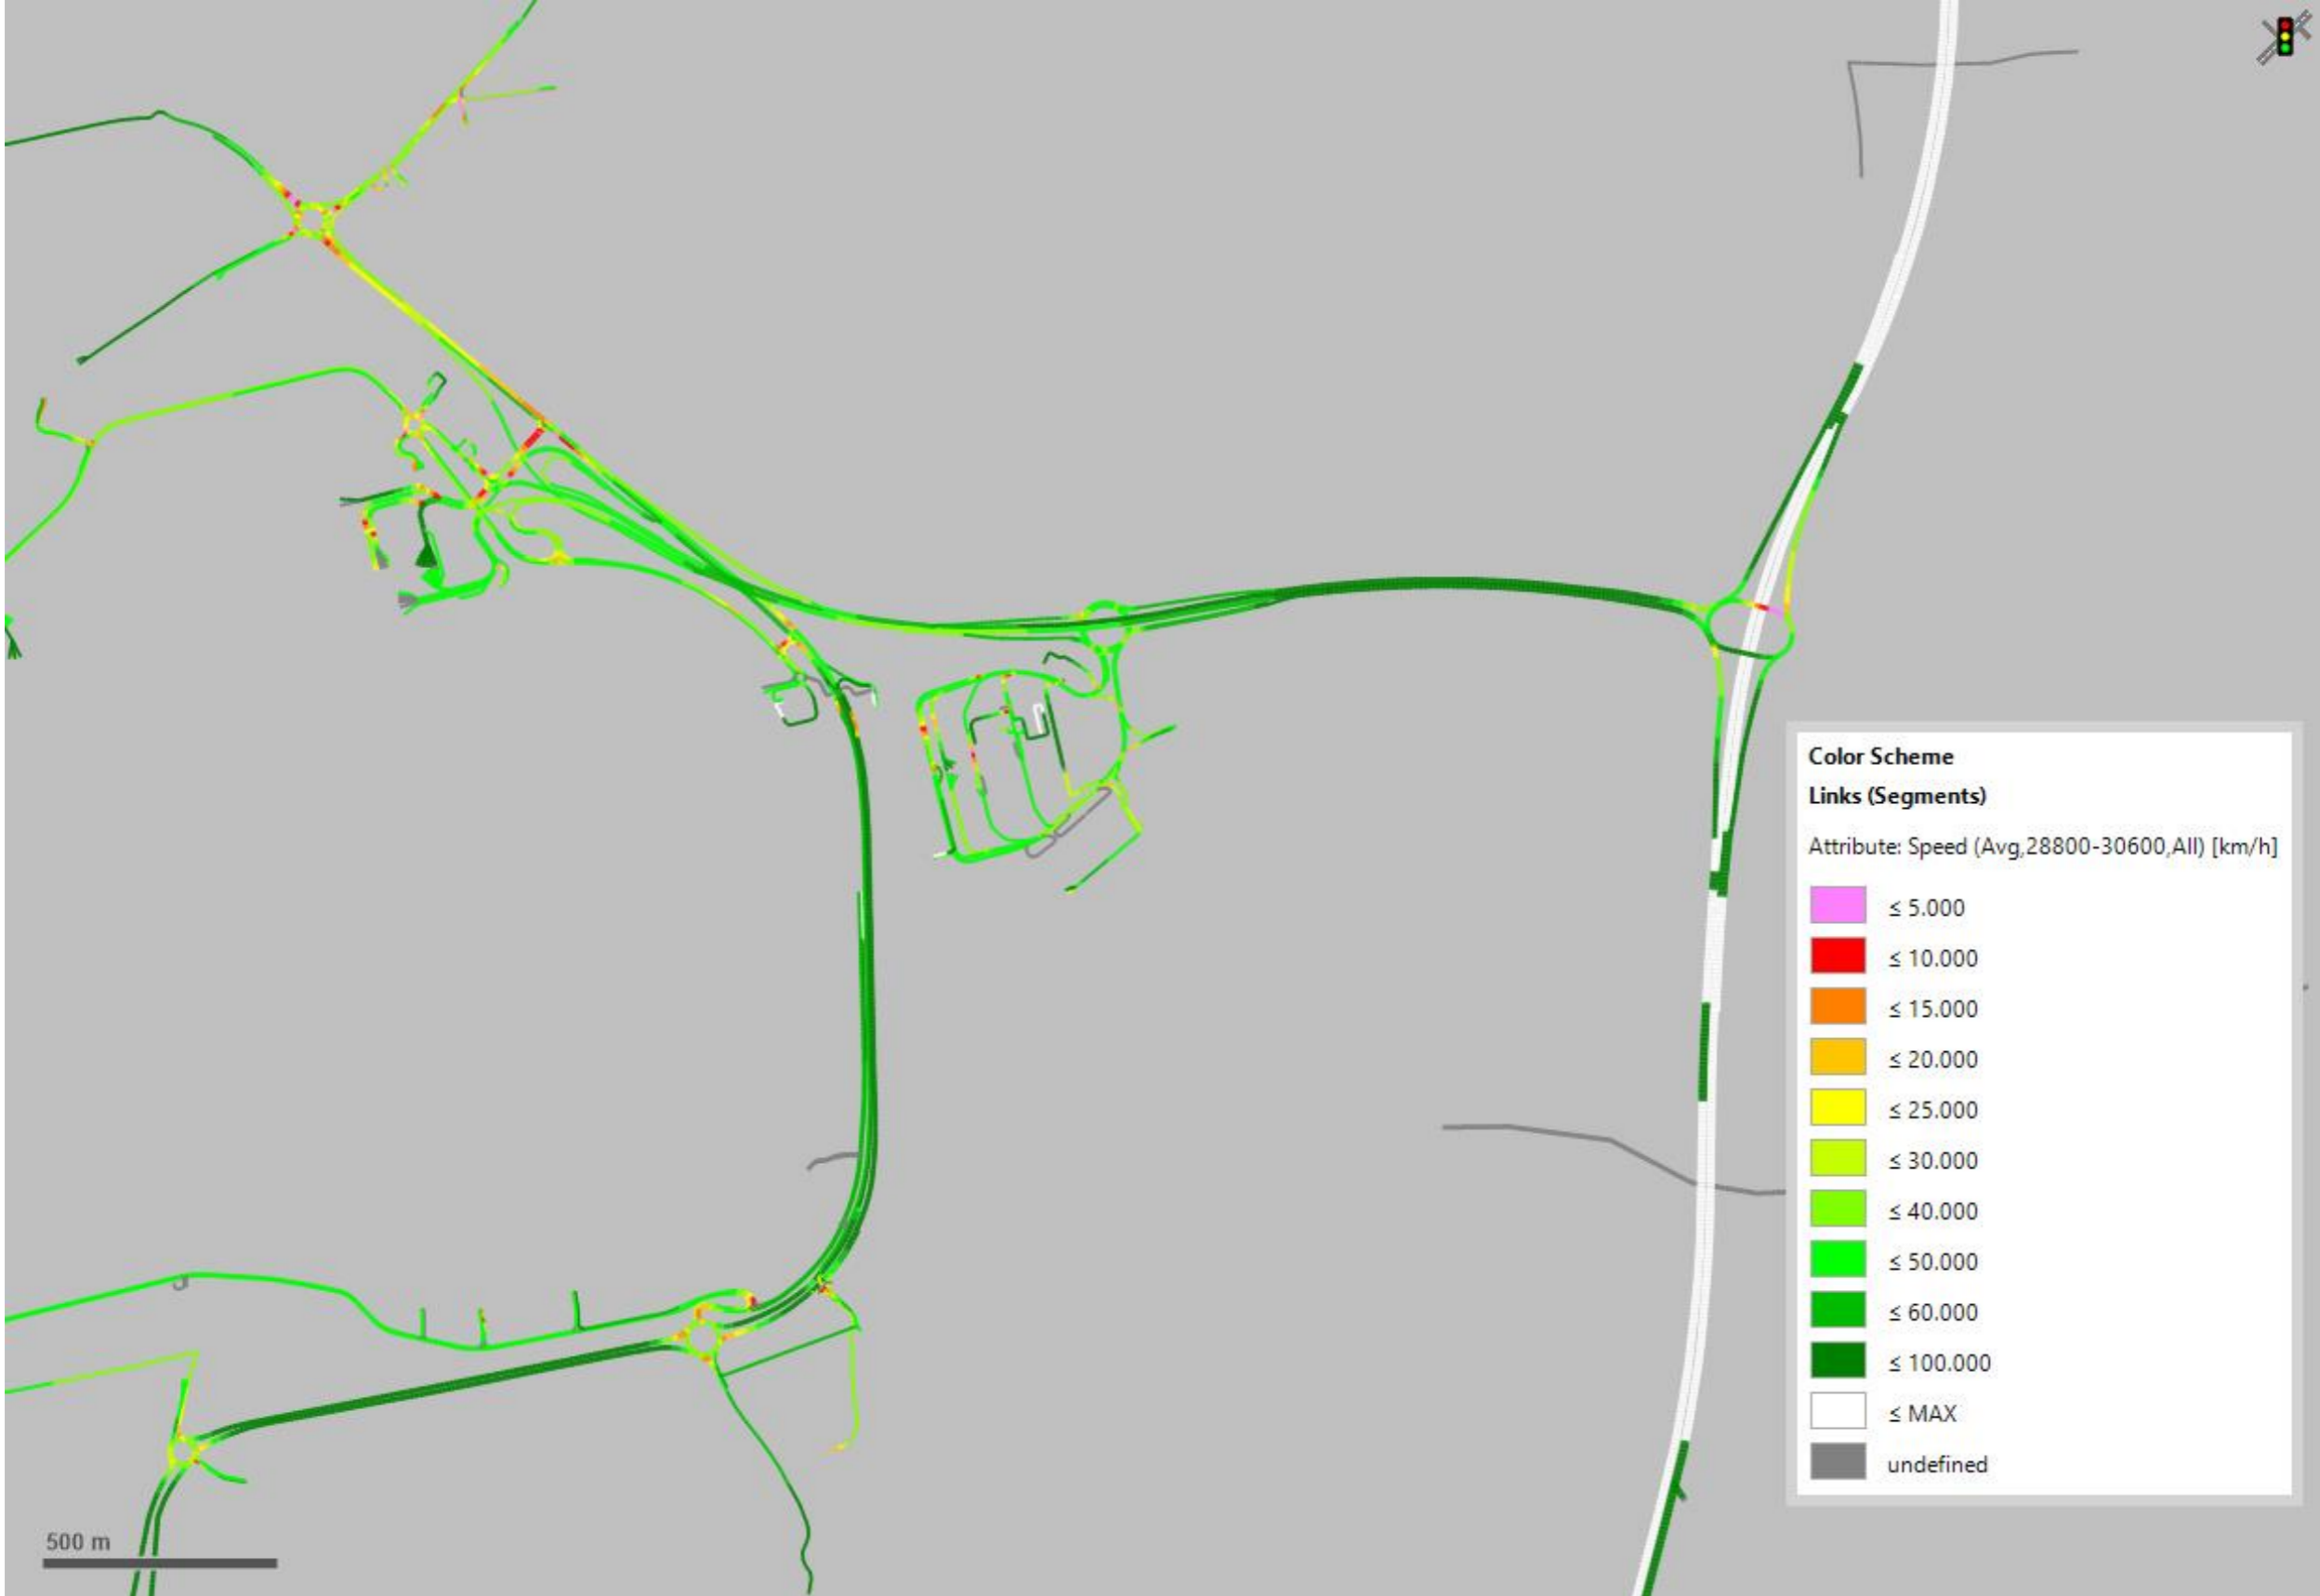 Color Scheme
Links (Segments)
Attribute: Speed (Avg,28800-30600,All) [km/h]
≤ 5.000
≤ 10.000
≤ 15.000
≤ 20.000
≤ 25.000
≤ 30.000
≤ 40.000
≤ 50.000
≤ 60.000
≤ 100.000
≤ MAX
undefined
500 m